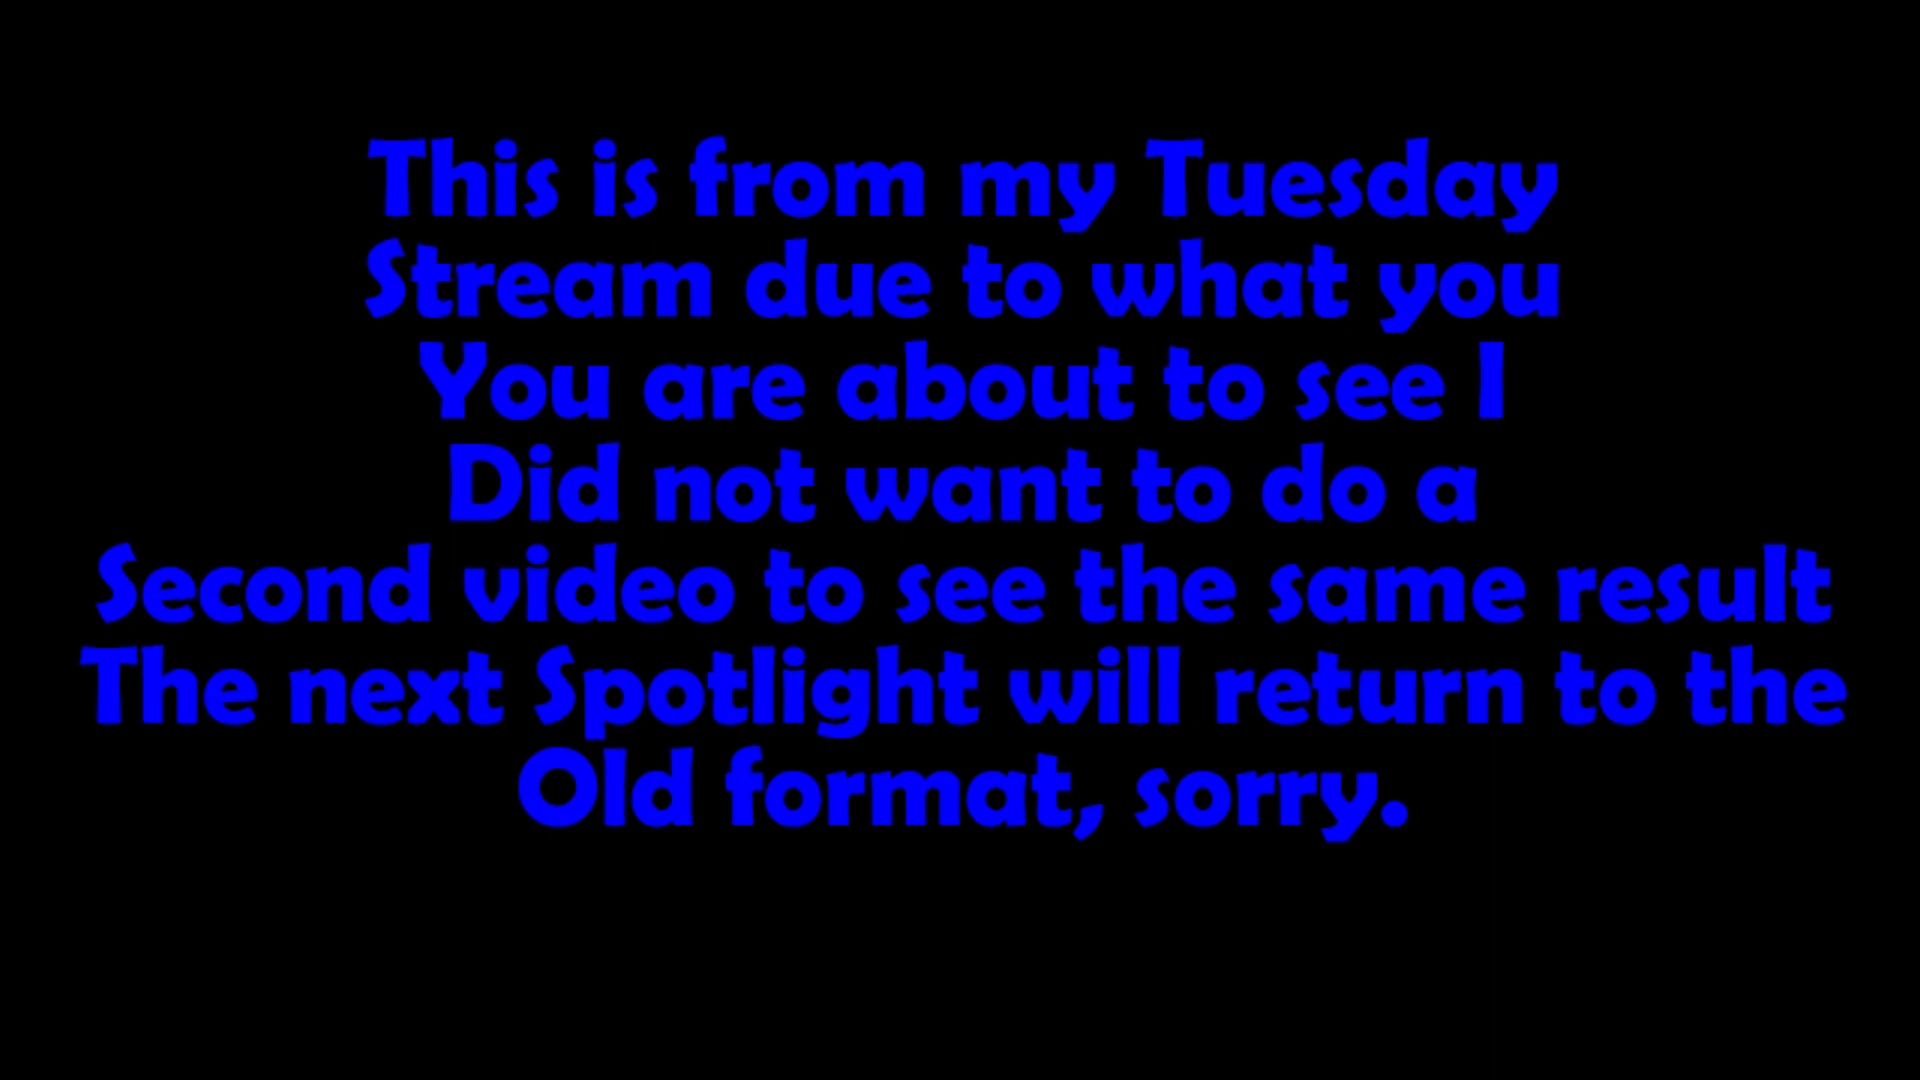 This is from my Tuesday
Stream due to what you
You are about to see I
Did not want to do a
Second video to see the same result
The next Spotlight will return to the
Old format, sorry.